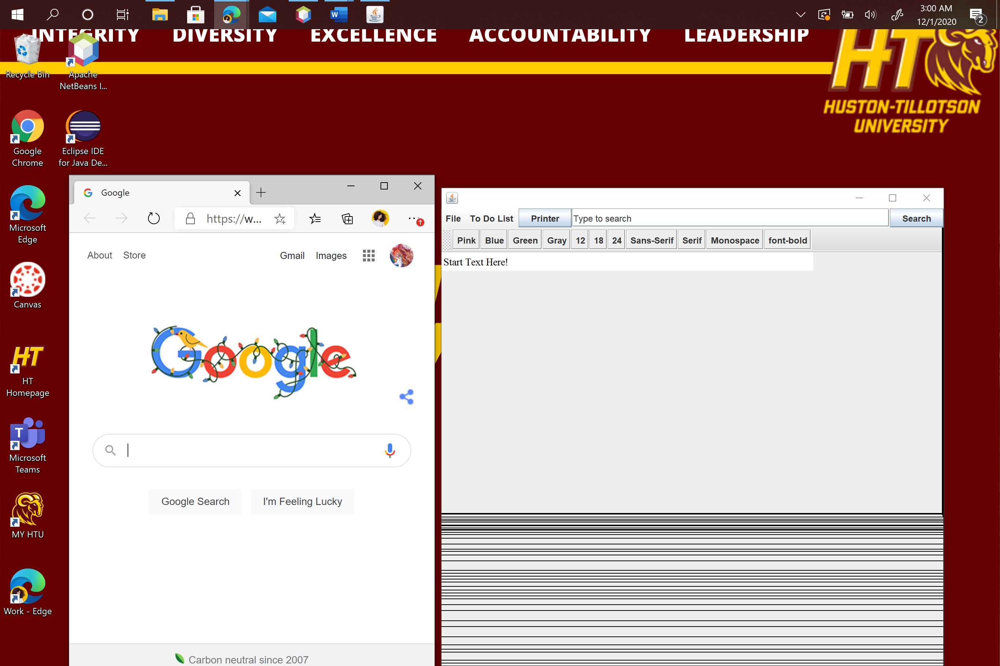 3:00 AM
12/1/2020
2
INTEGRITY DIVERSITY EXCELLENCE ACCOUNTABILITY LEADERSHIP
HT
HUSTON-TILLOTSON
UNIVERSITY
Recycle Bin
Apache
NetBeans I...
Google
Chrome
Eclipse IDE
for Java De...
Microsoft
Edge
Canvas
HT
HT
Homepage
T
Microsoft
Teams
MY HTU
Work - Edge
Google
https://w...
About Store Gmail Images
Google
Google Search I'm Feeling Lucky
Carbon neutral since 2007
File To Do List Printer Type to search Search
Pink Blue Green Gray 12 18 24 Sans-Serif Serif Monospace font-bold
Start Text Here!